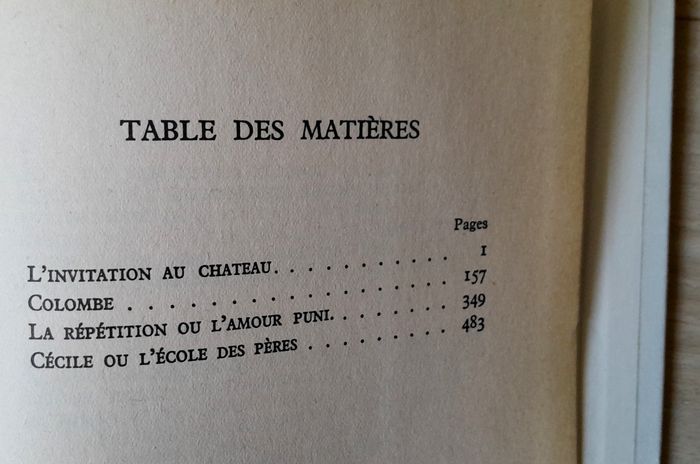 TABLE DES MATIÈRES
Pages
L'INVITATION AU CHATEAU. . . . . . . . . . . . 1
COLOMBE . . . . . . . . . . . . . . . . . . . 157
LA RÉPÉTITION OU L'AMOUR PUNI. . . . . . . . 349
CÉCILE OU L'ÉCOLE DES PÈRES . . . . . . . . . 483